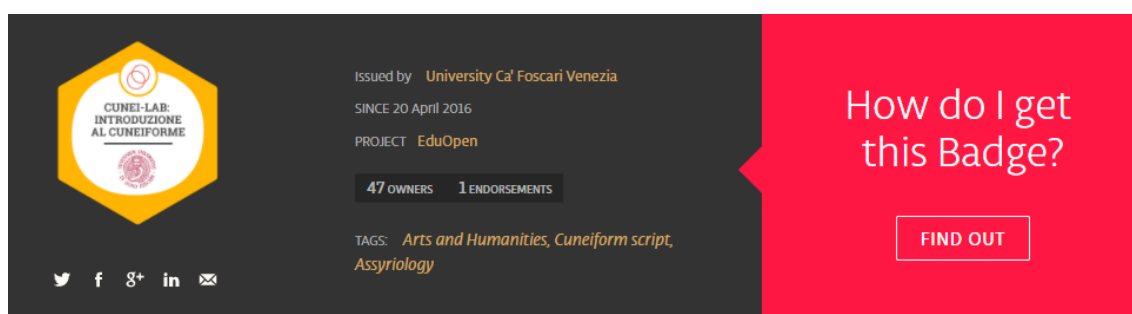 CUNEI-LAB:
INTRODUZIONE
AL CUNEIFORME
Issued by University Ca' Foscari Venezia
SINCE 20 April 2016
PROJECT EduOpen
47 OWNERS 1 ENDORSEMENTS
TAGS: Arts and Humanities, Cuneiform script,
Assyriology
How do I get
this Badge?
FIND OUT